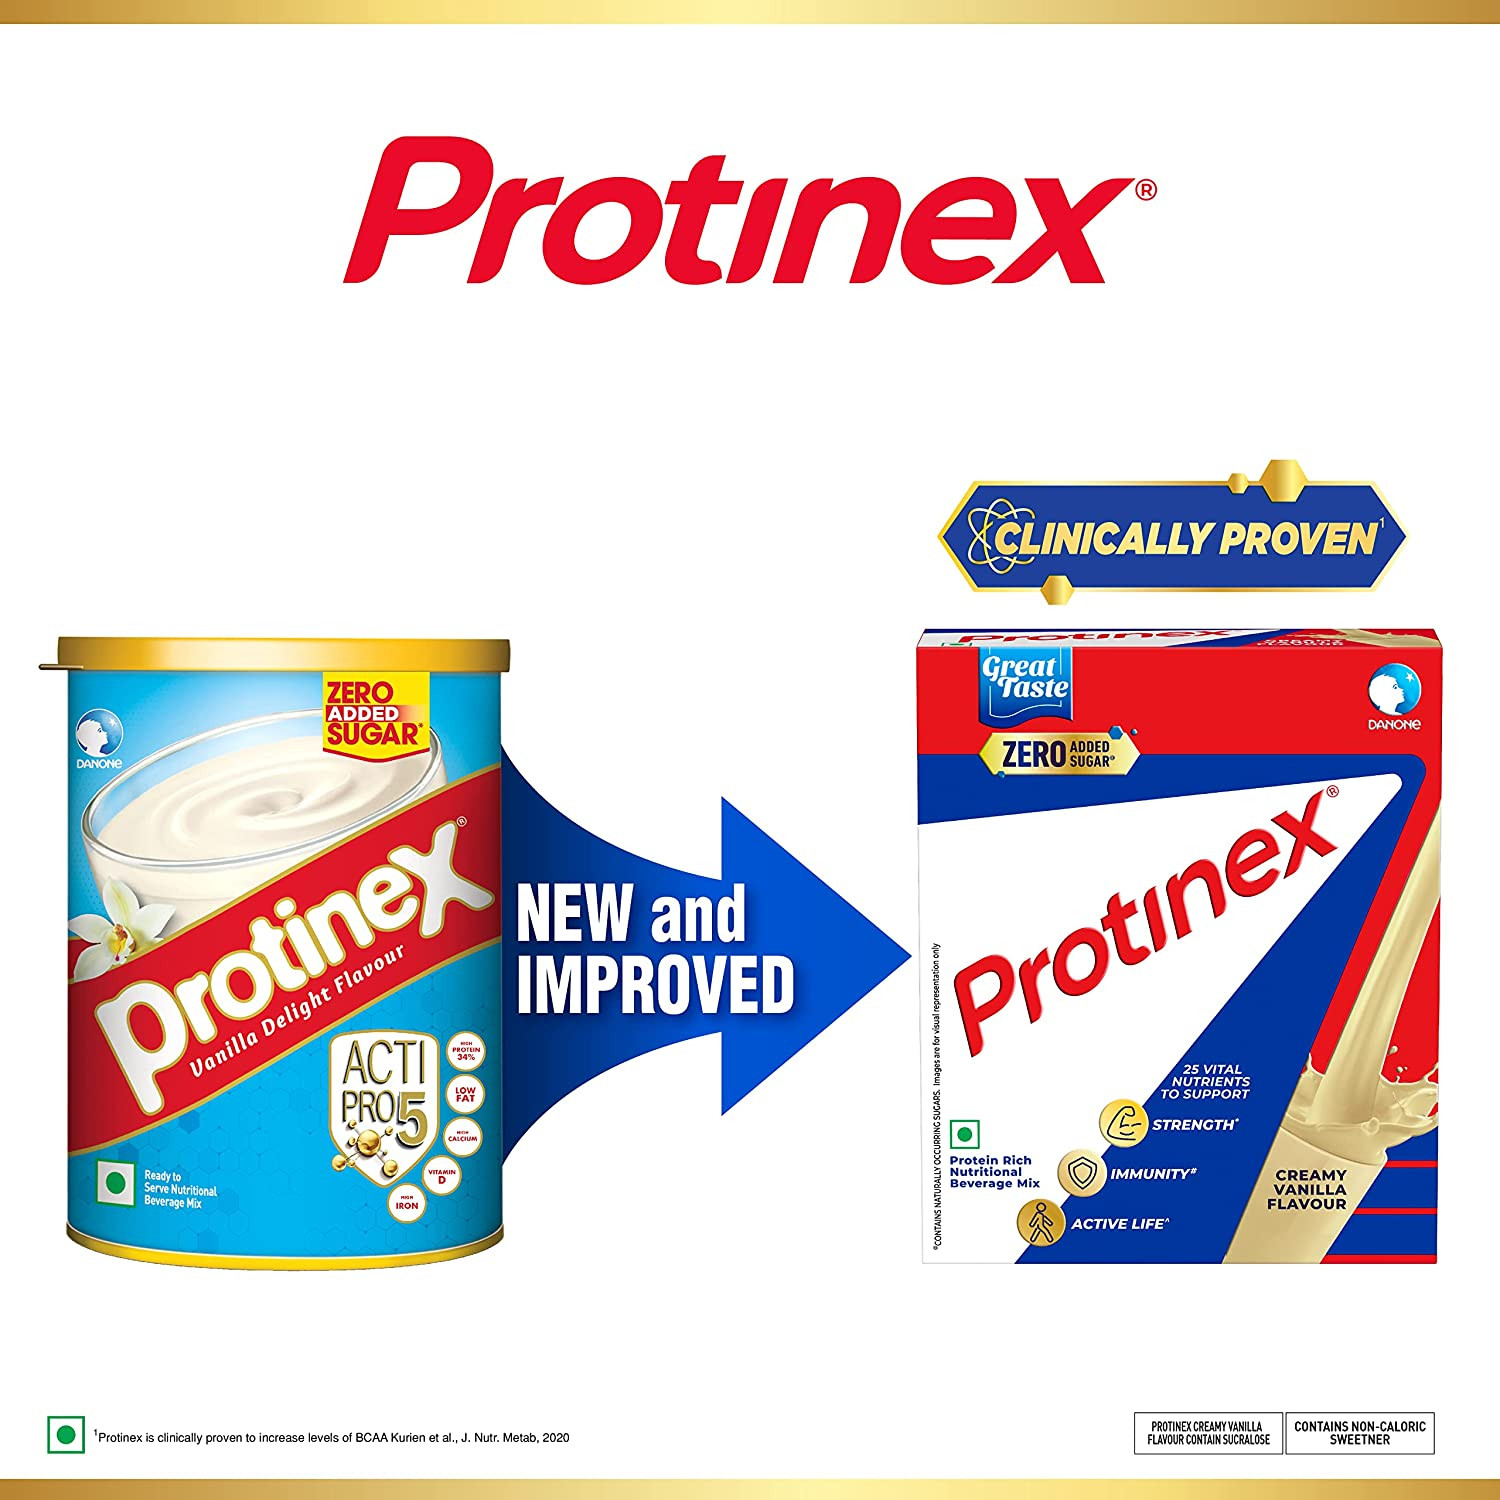 Protinex®
CLINICALLY PROVEN¹
ZERO
ADDED
SUGAR*
DANONE
Protinex®
Vanilla Delight Flavour
ACTI
PRO 5
HIGH
PROTEIN
34%
LOW
FAT
HIGH
CALCIUM
VITAMIN
D
HIGH
IRON
Ready to
Serve Nutritional
Beverage Mix
NEW and
IMPROVED
Protinex
Great
Taste
DANONE
ZERO ADDED
SUGAR@
Protinex®
25 VITAL
NUTRIENTS
TO SUPPORT
STRENGTH*
IMMUNITY#
ACTIVE LIFE^
Protein Rich
Nutritional
Beverage Mix
CREAMY
VANILLA
FLAVOUR
@CONTAINS NATURALLY OCCURRING SUGARS. Images are for visual representation only
¹Protinex is clinically proven to increase levels of BCAA Kurien et al., J. Nutr. Metab, 2020
PROTINEX CREAMY VANILLA
FLAVOUR CONTAIN SUCRALOSE
CONTAINS NON-CALORIC
SWEETNER